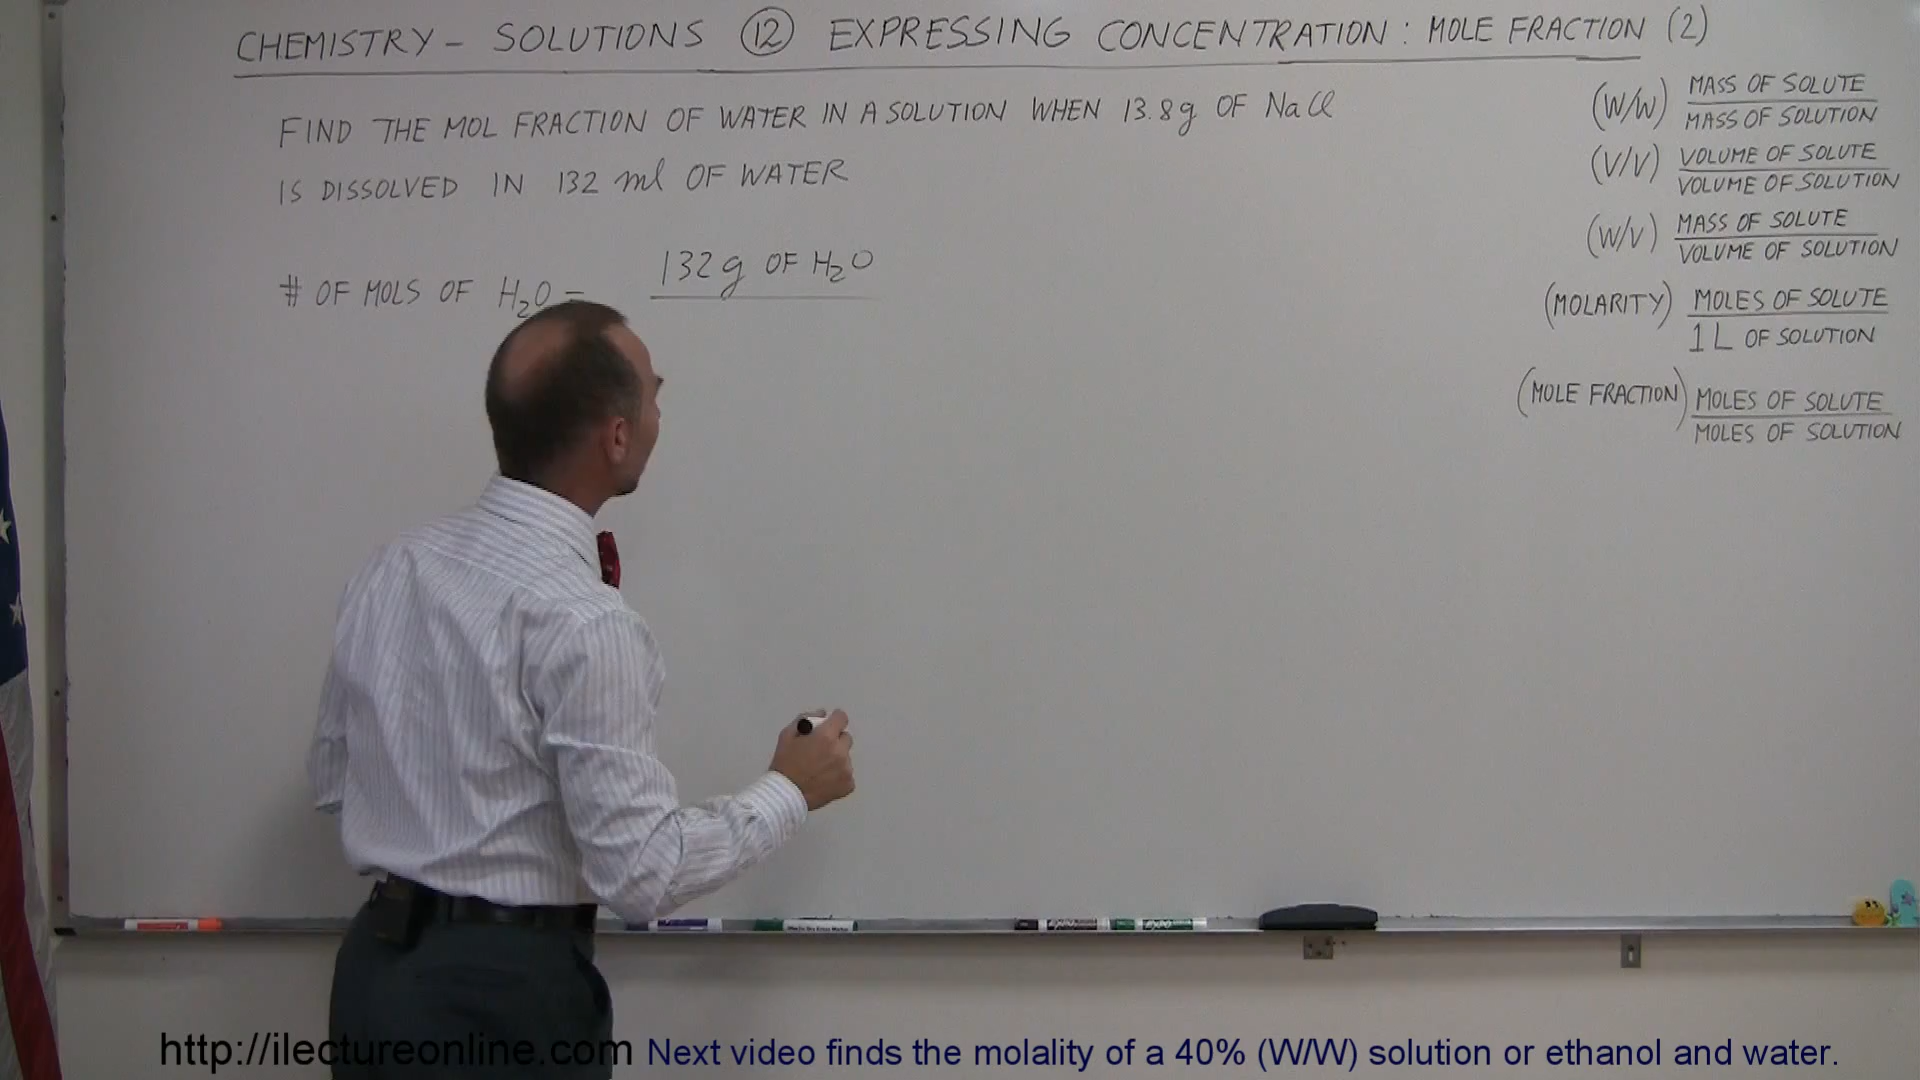 CHEMISTRY - SOLUTIONS 12 EXPRESSING CONCENTRATION: MOLE FRACTION (2)
FIND THE MOL FRACTION OF WATER IN A SOLUTION WHEN 13.8g OF NaCl
IS DISSOLVED IN 132 ml OF WATER
# OF MOLS OF H₂O =
132g OF H₂O
(W/W) MASS OF SOLUTE
MASS OF SOLUTION
(V/V) VOLUME OF SOLUTE
VOLUME OF SOLUTION
(W/V) MASS OF SOLUTE
VOLUME OF SOLUTION
(MOLARITY) MOLES OF SOLUTE
1 L OF SOLUTION
(MOLE FRACTION) MOLES OF SOLUTE
MOLES OF SOLUTION
EXPO
EXPO
http://ilectureonline.com Next video finds the molality of a 40% (W/W) solution or ethanol and water.